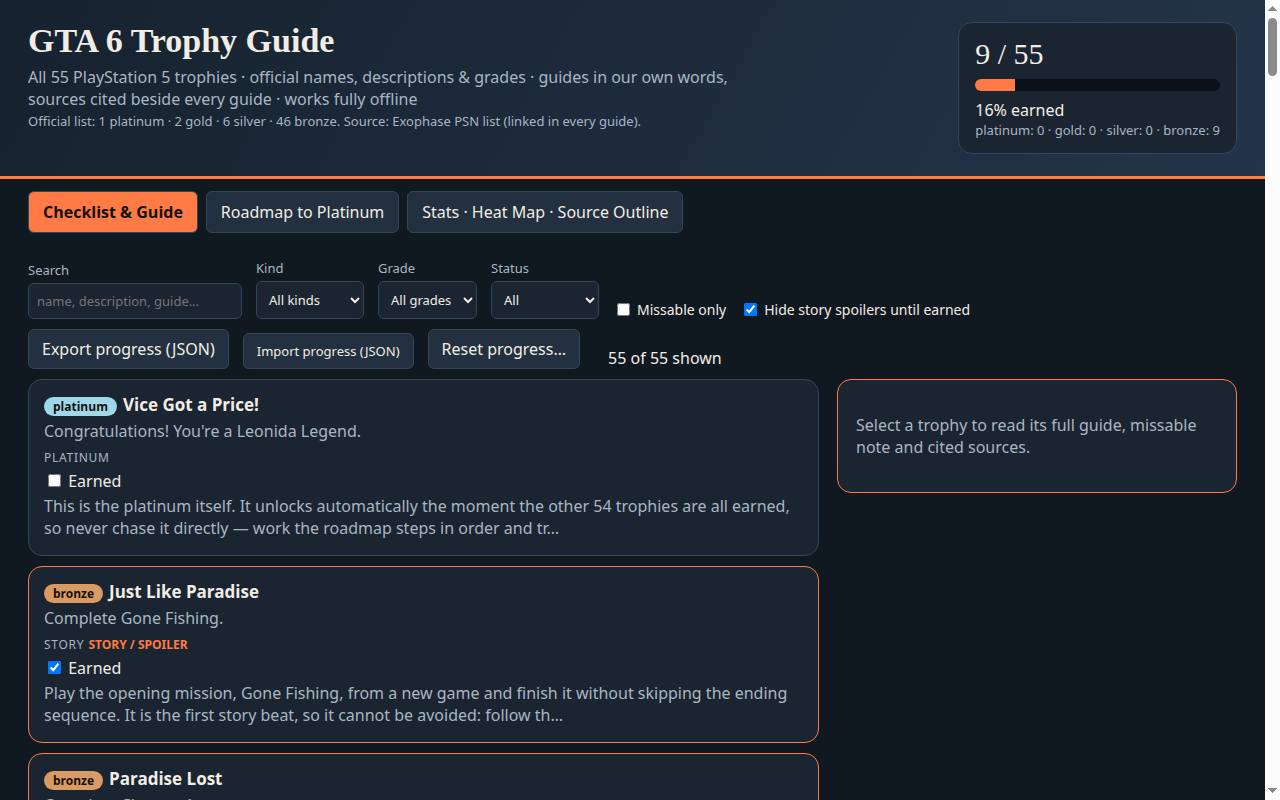 GTA 6 Trophy Guide
All 55 PlayStation 5 trophies · official names, descriptions & grades · guides in our own words,
sources cited beside every guide · works fully offline
Official list: 1 platinum · 2 gold · 6 silver · 46 bronze. Source: Exophase PSN list (linked in every guide).
9 / 55
16% earned
platinum: 0 · gold: 0 · silver: 0 · bronze: 9
Checklist & Guide
Roadmap to Platinum
Stats · Heat Map · Source Outline
Search
name, description, guide...
Kind
All kinds
Grade
All grades
Status
All
Missable only
Hide story spoilers until earned
Export progress (JSON)
Import progress (JSON)
Reset progress...
55 of 55 shown
platinum Vice Got a Price!
Congratulations! You're a Leonida Legend.
PLATINUM
Earned
This is the platinum itself. It unlocks automatically the moment the other 54 trophies are all earned,
so never chase it directly — work the roadmap steps in order and tr...
bronze Just Like Paradise
Complete Gone Fishing.
STORY STORY / SPOILER
Earned
Play the opening mission, Gone Fishing, from a new game and finish it without skipping the ending
sequence. It is the first story beat, so it cannot be avoided: follow th...
bronze Paradise Lost
Select a trophy to read its full guide, missable
note and cited sources.